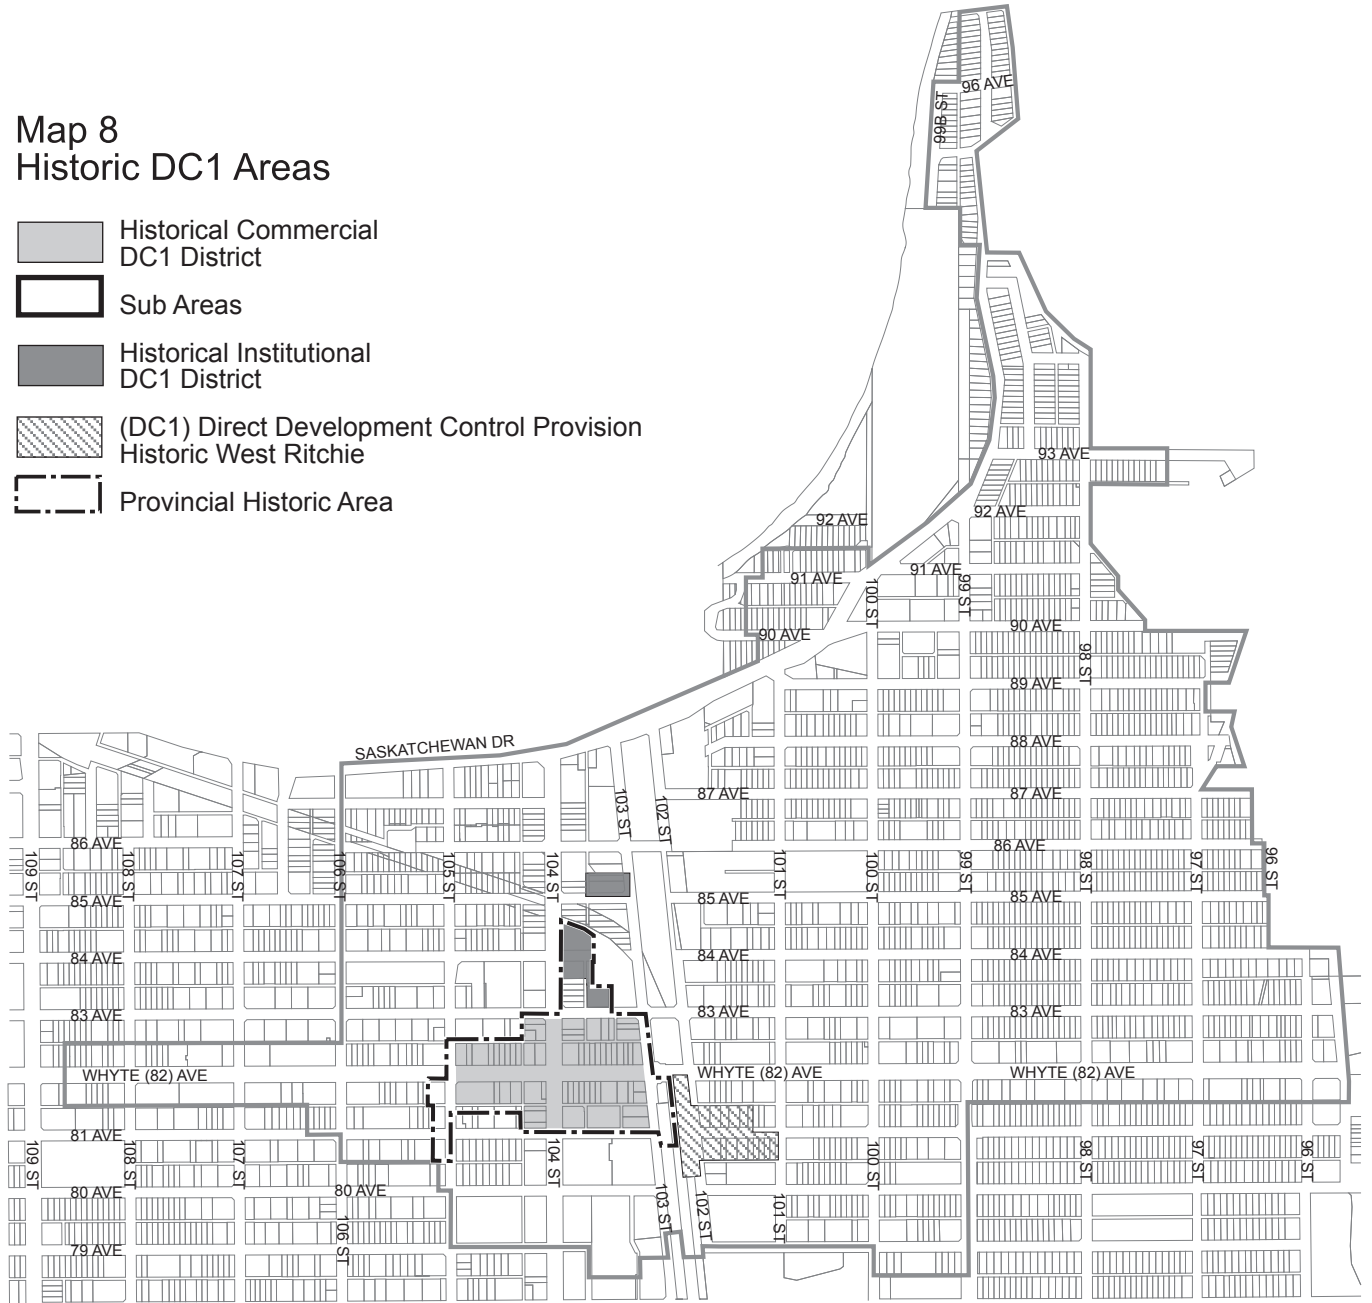 Map 8
Historic DC1 Areas
Historical Commercial
DC1 District
Sub Areas
Historical Institutional
DC1 District
(DC1) Direct Development Control Provision
Historic West Ritchie
Provincial Historic Area
96 AVE
99B ST
93 AVE
92 AVE
92 AVE
91 AVE
91 AVE
100 ST
99 ST
90 AVE
90 AVE
98 ST
89 AVE
SASKATCHEWAN DR
88 AVE
103 ST
102 ST
87 AVE
87 AVE
86 AVE
86 AVE
109 ST
108 ST
107 ST
106 ST
105 ST
104 ST
101 ST
100 ST
99 ST
98 ST
97 ST
96 ST
85 AVE
85 AVE
85 AVE
84 AVE
84 AVE
84 AVE
83 AVE
83 AVE
83 AVE
WHYTE (82) AVE
WHYTE (82) AVE
WHYTE (82) AVE
81 AVE
109 ST
108 ST
107 ST
104 ST
100 ST
98 ST
97 ST
96 ST
80 AVE
80 AVE
103 ST
102 ST
101 ST
106 ST
79 AVE